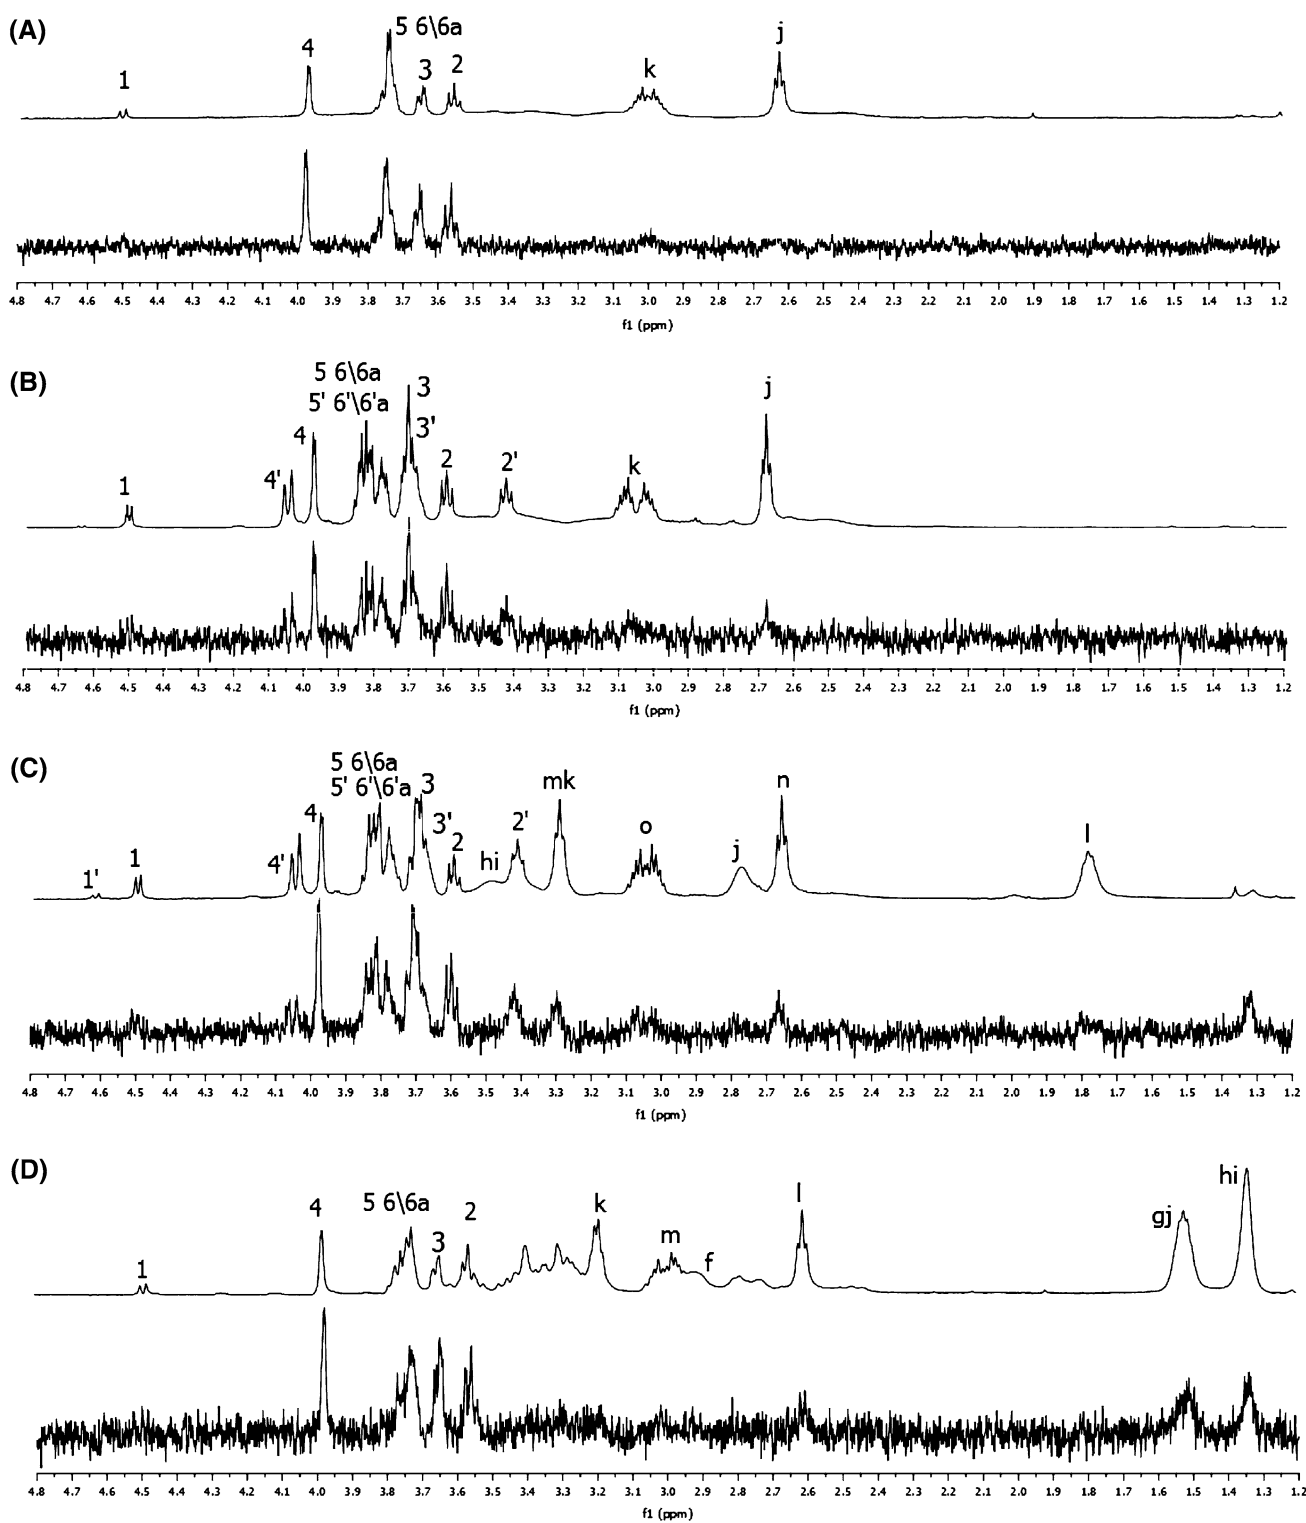 (A)
5 6\6a
j
4
k
2
3
1
4.8 4.7 4.6 4.5 4.4 4.3 4.2 4.1 4.0 3.9 3.8 3.7 3.6 3.5 3.4 3.3 3.2 3.1 3.0 2.9 2.8 2.7 2.6 2.5 2.4 2.3 2.2 2.1 2.0 1.9 1.8 1.7 1.6 1.5 1.4 1.3 1.2
f1 (ppm)
(B)
5 6\6a
5' 6'\6'a
3
j
3'
4
2
2'
k
4'
1
4.8 4.7 4.6 4.5 4.4 4.3 4.2 4.1 4.0 3.9 3.8 3.7 3.6 3.5 3.4 3.3 3.2 3.1 3.0 2.9 2.8 2.7 2.6 2.5 2.4 2.3 2.2 2.1 2.0 1.9 1.8 1.7 1.6 1.5 1.4 1.3 1.2
f1 (ppm)
(C)
5 6\6a
5' 6'\6'a
3
mk
n
4
3'
2'
o
l
2
j
hi
4'
1
1'
4.8 4.7 4.6 4.5 4.4 4.3 4.2 4.1 4.0 3.9 3.8 3.7 3.6 3.5 3.4 3.3 3.2 3.1 3.0 2.9 2.8 2.7 2.6 2.5 2.4 2.3 2.2 2.1 2.0 1.9 1.8 1.7 1.6 1.5 1.4 1.3 1.2
f1 (ppm)
(D)
hi
4
5 6\6a
2
k
l
gj
3
m
f
1
4.8 4.7 4.6 4.5 4.4 4.3 4.2 4.1 4.0 3.9 3.8 3.7 3.6 3.5 3.4 3.3 3.2 3.1 3.0 2.9 2.8 2.7 2.6 2.5 2.4 2.3 2.2 2.1 2.0 1.9 1.8 1.7 1.6 1.5 1.4 1.3 1.2
f1 (ppm)